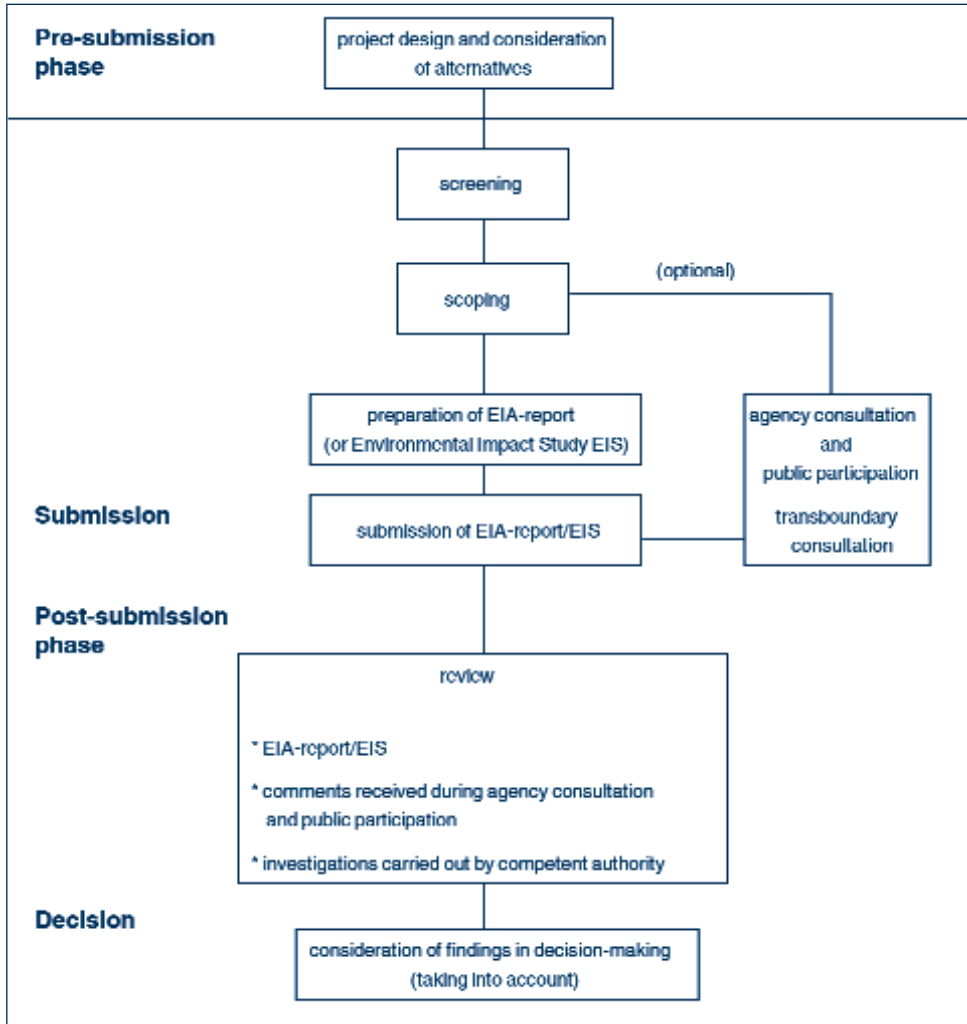 Pre-submission
phase
project design and consideration
of alternatives
screening
(optional)
scoping
preparation of EIA-report
(or Environmental Impact Study EIS)
agency consultation
and
public participation
transboundary
consultation
Submission
submission of EIA-report/EIS
Post-submission
phase
review
* EIA-report/EIS
* comments received during agency consultation
and public participation
* investigations carried out by competent authority
Decision
consideration of findings in decision-making
(taking into account)